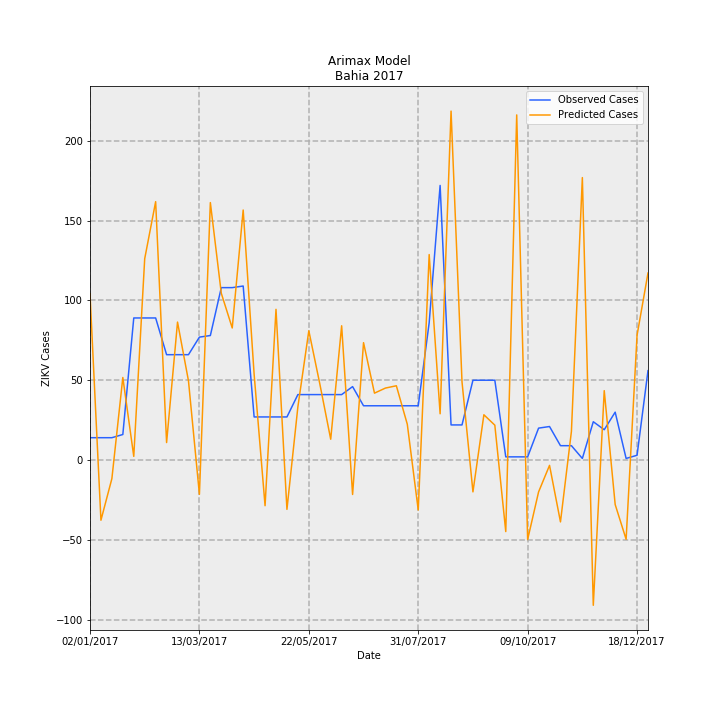 Arimax Model
Bahia 2017
Observed Cases
Predicted Cases
200
150
100
50
0
−50
−100
ZIKV Cases
02/01/2017 13/03/2017 22/05/2017 31/07/2017 09/10/2017 18/12/2017
Date